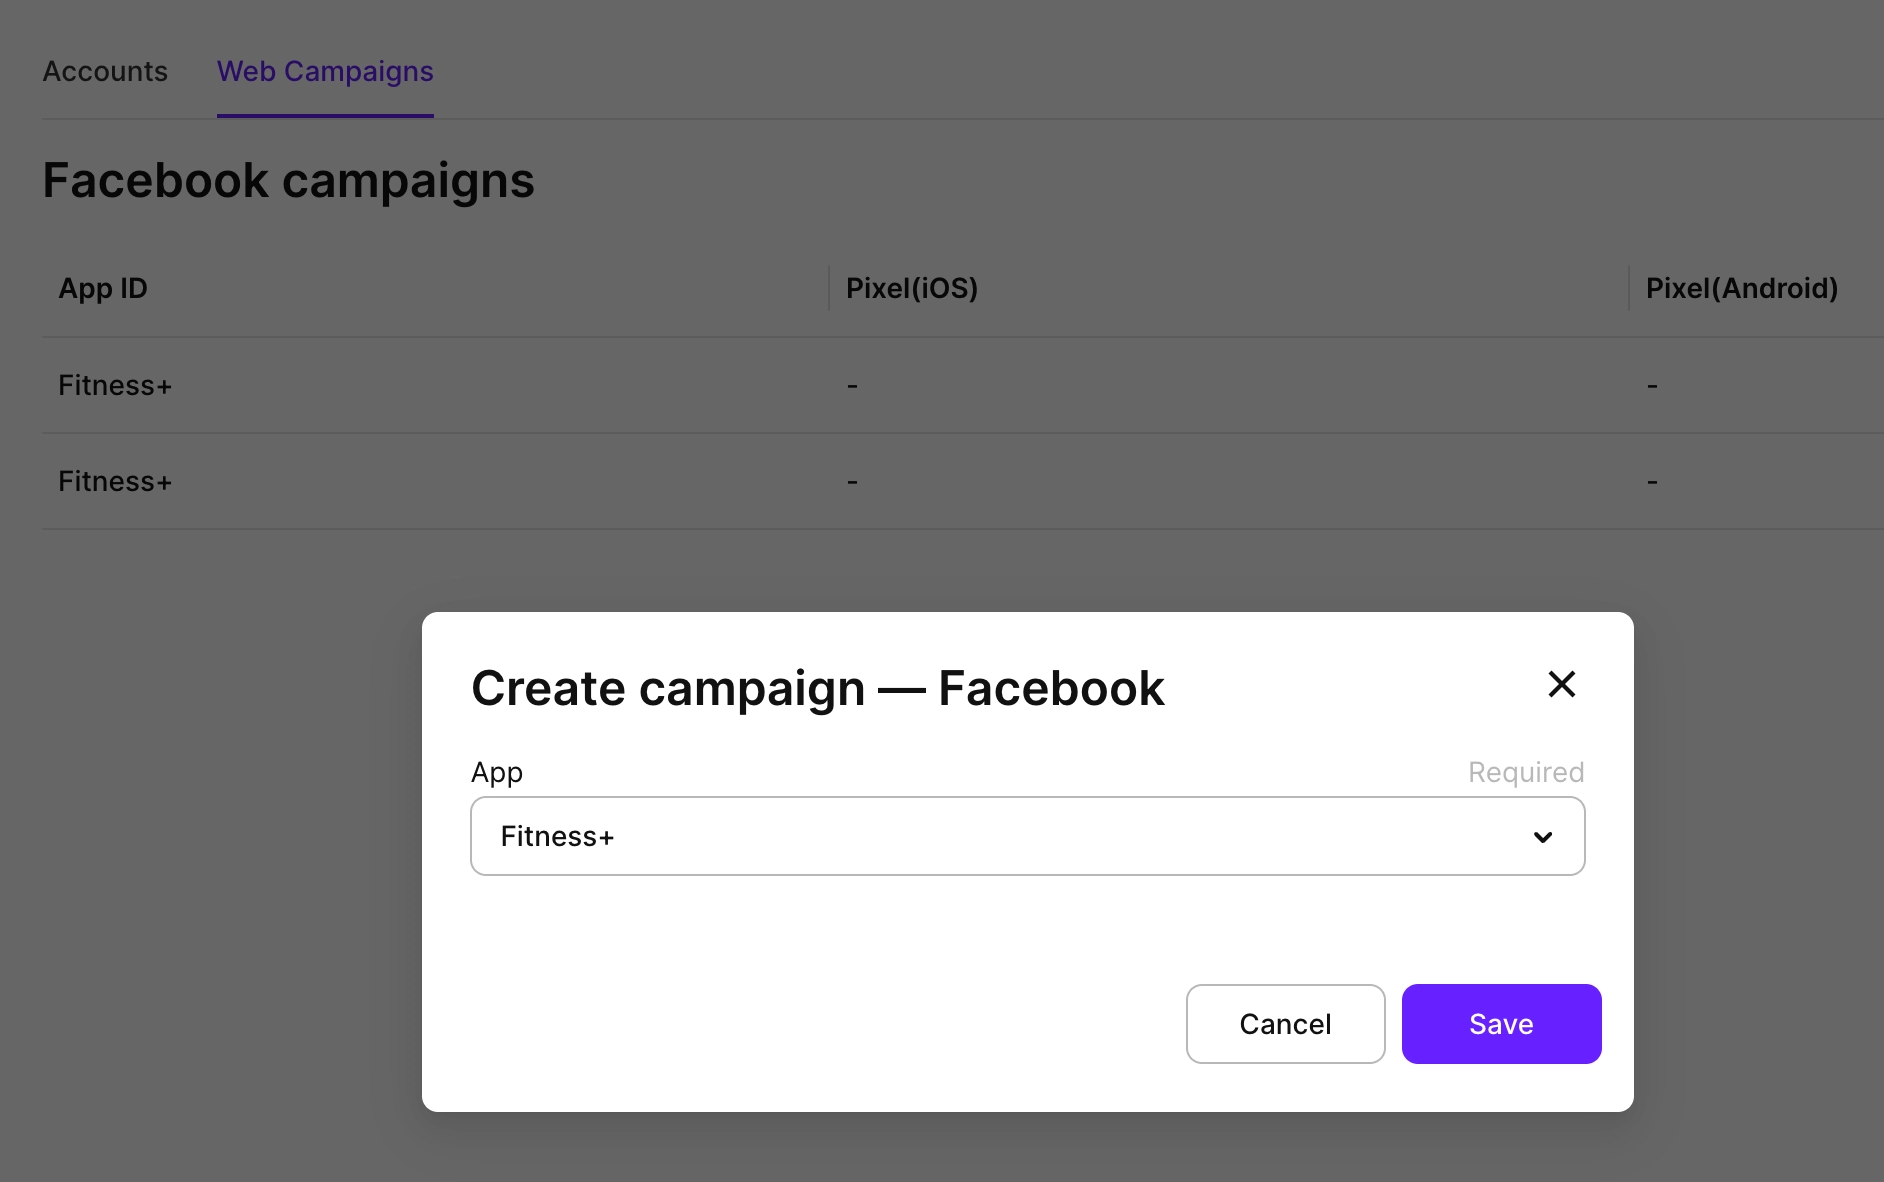 Accounts Web Campaigns
Facebook campaigns
App ID Pixel(iOS) Pixel(Android)
Fitness+ - -
Fitness+ - -
Create campaign — Facebook
App Required
Fitness+
Cancel Save